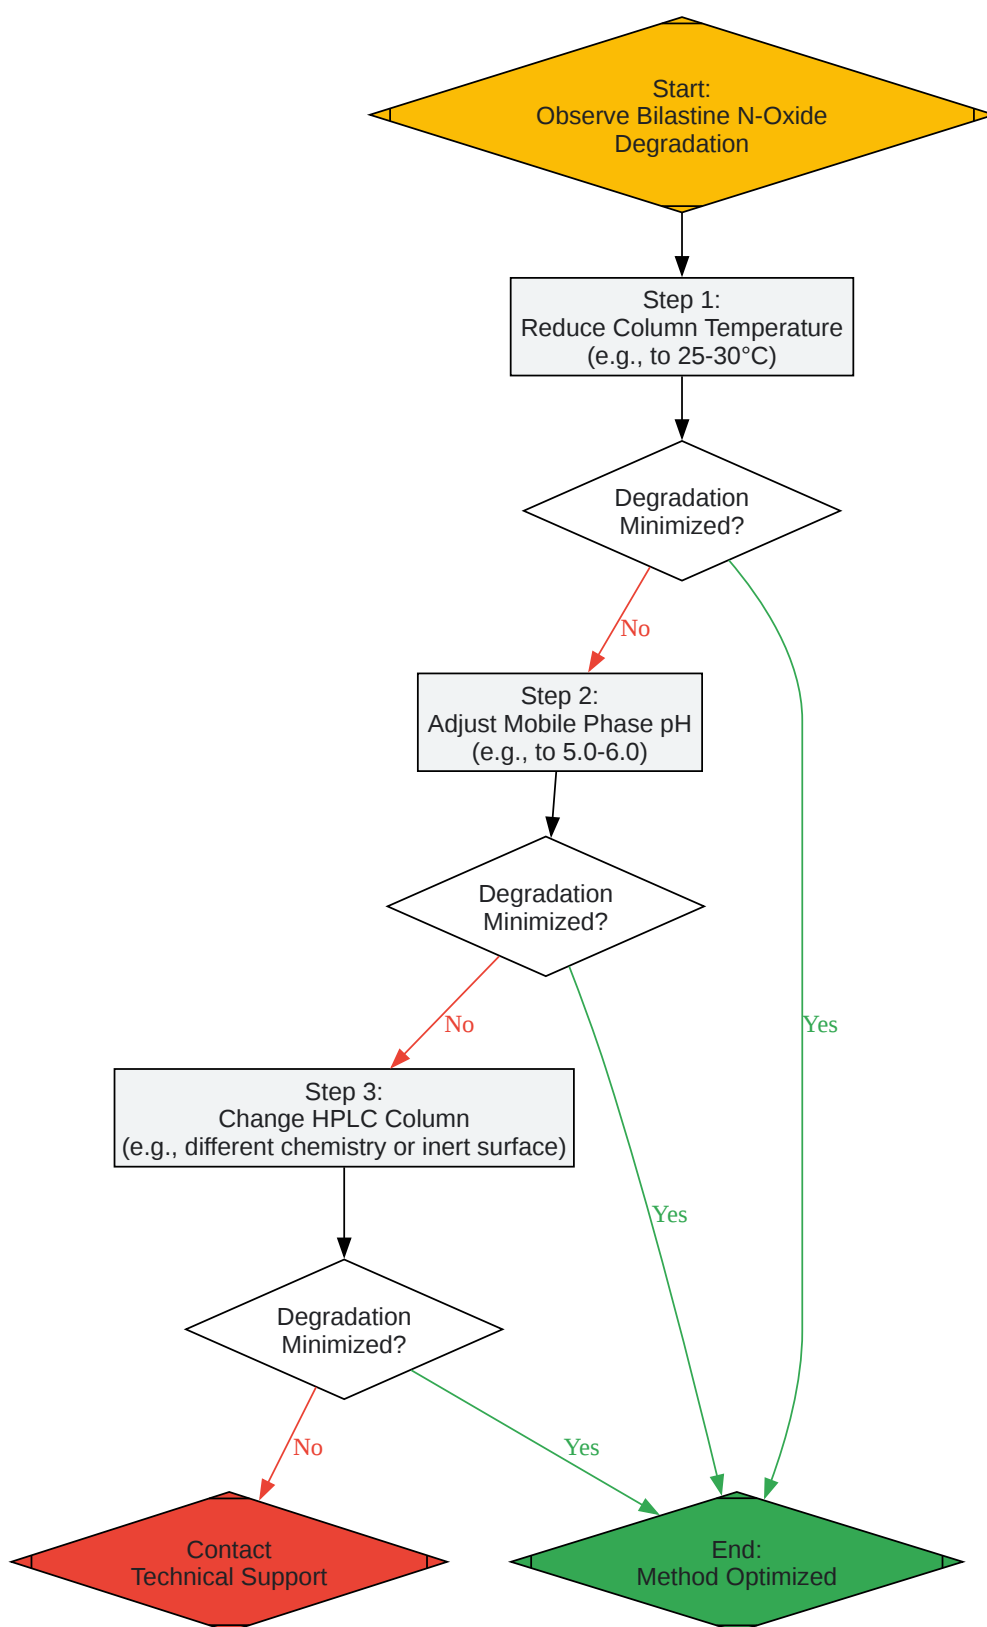 Start:
Observe Bilastine N-Oxide
Degradation
Step 1:
Reduce Column Temperature
(e.g., to 25-30°C)
Degradation
Minimized?
No
Step 2:
Adjust Mobile Phase pH
(e.g., to 5.0-6.0)
Degradation
Minimized?
No
Yes
Step 3:
Change HPLC Column
(e.g., different chemistry or inert surface)
Yes
Degradation
Minimized?
No
Yes
Contact
Technical Support
End:
Method Optimized